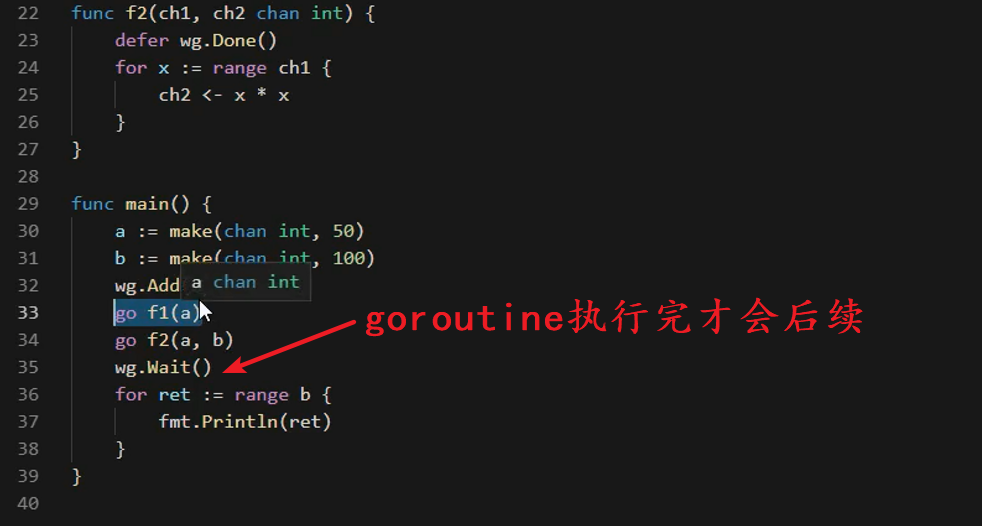 22 func f2(ch1, ch2 chan int) {
23 defer wg.Done()
24 for x := range ch1 {
25 ch2 <- x * x
26 }
27 }
28
29 func main() {
30 a := make(chan int, 50)
31 b := make(chan int, 100)
32 wg.Add a chan int
33 go f1(a)
goroutine执行完才会后续
34 go f2(a, b)
35 wg.Wait()
36 for ret := range b {
37 fmt.Println(ret)
38 }
39 }
40